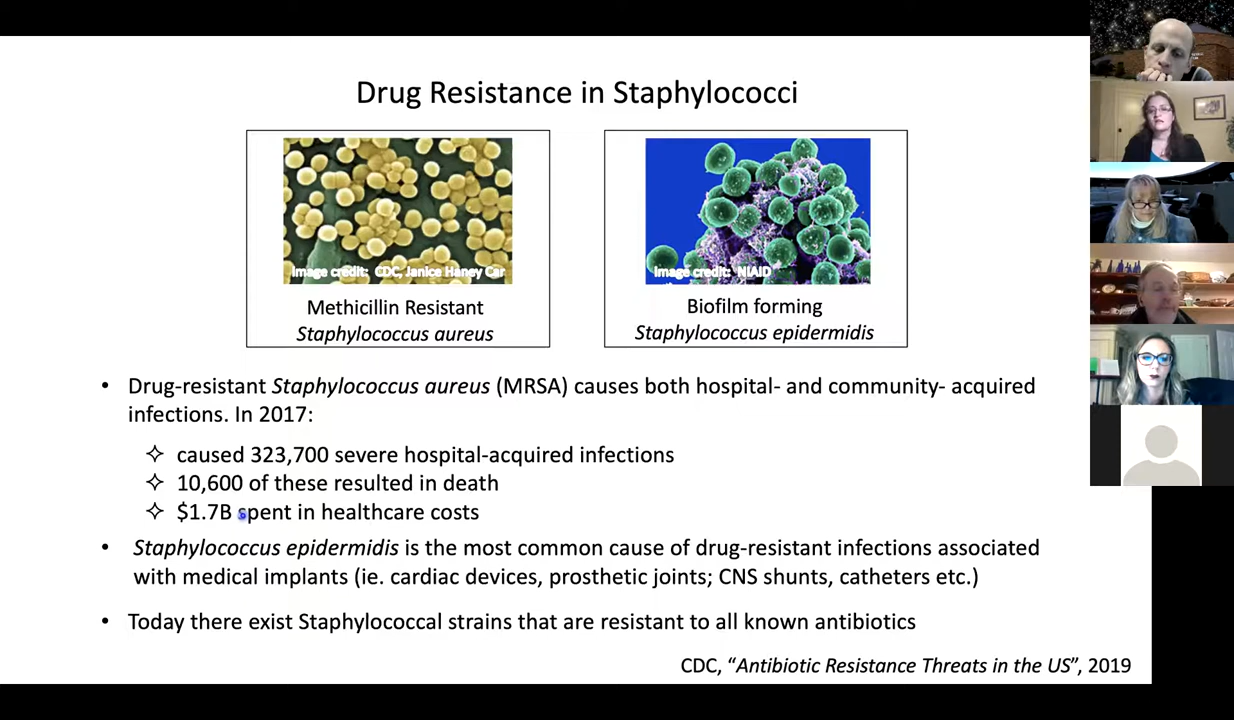 Drug Resistance in Staphylococci
Image credit: CDC, Janice Haney Car
Image credit: NIAID
Methicillin Resistant
Staphylococcus aureus
Biofilm forming
Staphylococcus epidermidis
• Drug-resistant Staphylococcus aureus (MRSA) causes both hospital- and community- acquired
infections. In 2017:
✧ caused 323,700 severe hospital-acquired infections
✧ 10,600 of these resulted in death
✧ $1.7B spent in healthcare costs
• Staphylococcus epidermidis is the most common cause of drug-resistant infections associated
with medical implants (ie. cardiac devices, prosthetic joints; CNS shunts, catheters etc.)
• Today there exist Staphylococcal strains that are resistant to all known antibiotics
CDC, “Antibiotic Resistance Threats in the US”, 2019